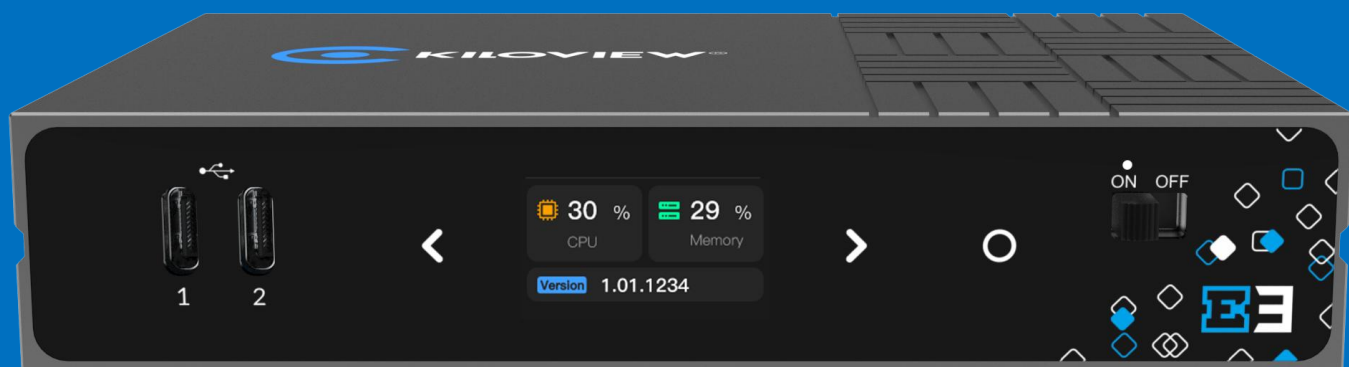 KILOVIEW®
ON OFF
30 % 29 %
CPU Memory
Version 1.01.1234
1 2
E3